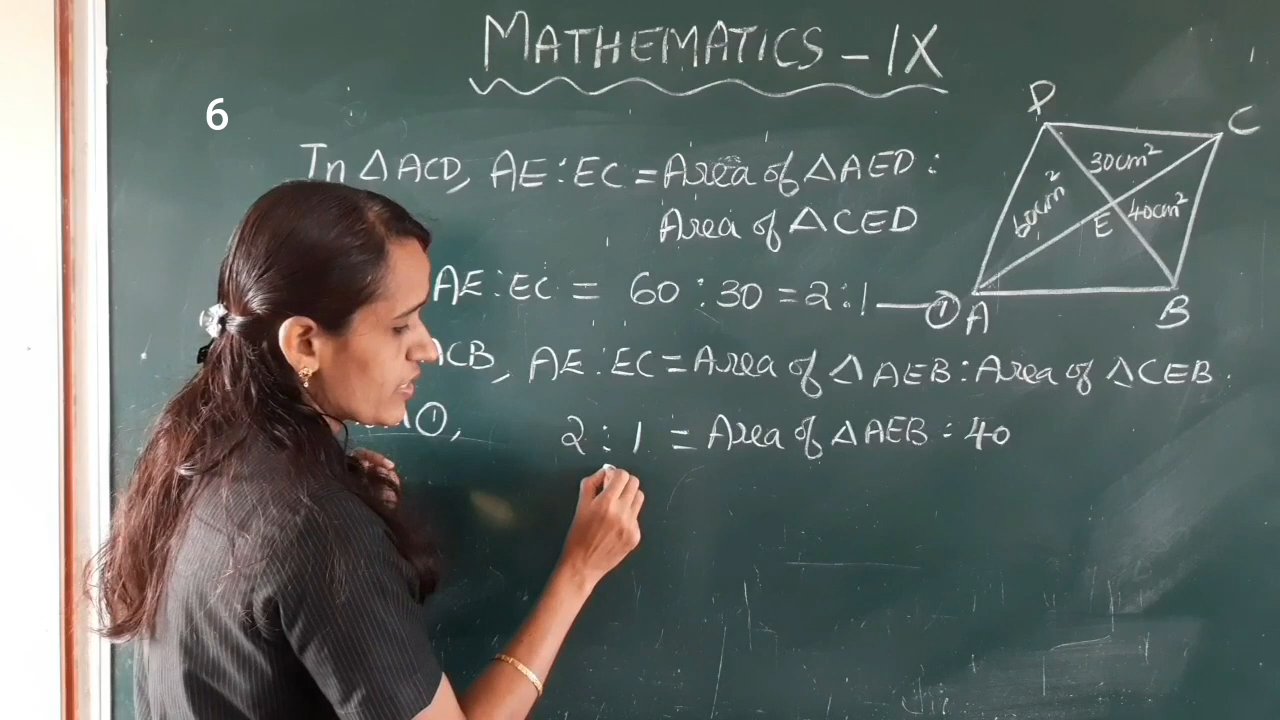 MATHEMATICS - IX
6
In △ACD, AE : EC = Area of △AED :
Area of △CED
AE : EC = 60 : 30 = 2 : 1 — ①
ACB, AE : EC = Area of △AEB : Area of △CEB.
①,
2 : 1 = Area of △AEB : 40
D
C
30cm²
60cm²
40cm²
E
A
B